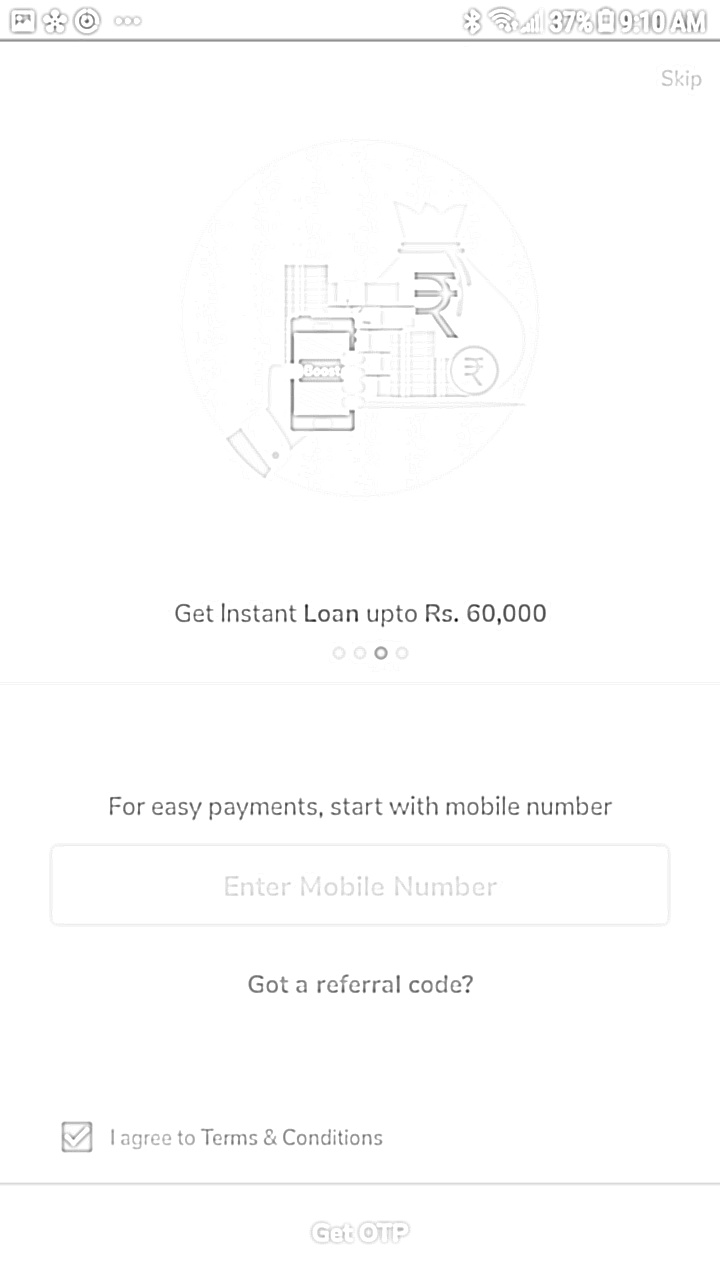 37% 9:10 AM
Skip
₹
Boost
₹
Get Instant Loan upto Rs. 60,000
For easy payments, start with mobile number
Enter Mobile Number
Got a referral code?
I agree to Terms & Conditions
Get OTP